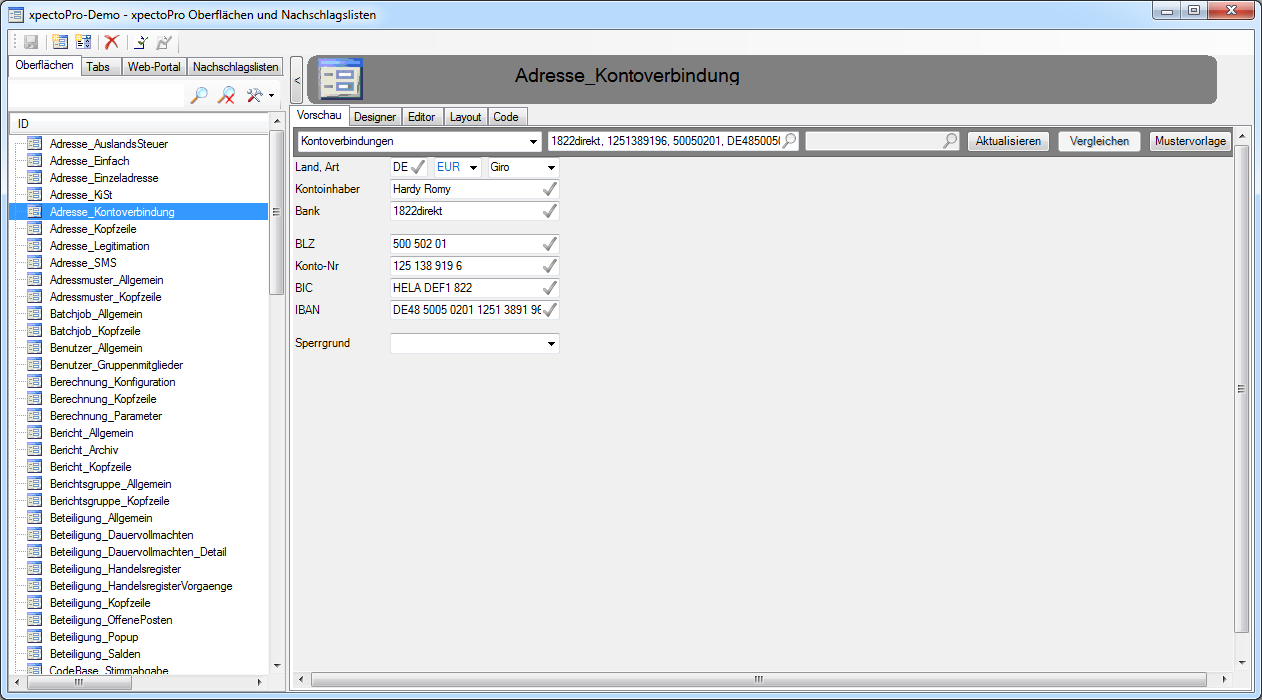 xpectoPro-Demo - xpectoPro Oberflächen und Nachschlagslisten
Oberflächen Tabs Web-Portal Nachschlagslisten
ID
Adresse_AuslandsSteuer
Adresse_Einfach
Adresse_Einzeladresse
Adresse_KiSt
Adresse_Kontoverbindung
Adresse_Kopfzeile
Adresse_Legitimation
Adresse_SMS
Adressmuster_Allgemein
Adressmuster_Kopfzeile
Batchjob_Allgemein
Batchjob_Kopfzeile
Benutzer_Allgemein
Benutzer_Gruppenmitglieder
Berechnung_Konfiguration
Berechnung_Kopfzeile
Berechnung_Parameter
Bericht_Allgemein
Bericht_Archiv
Bericht_Kopfzeile
Berichtsgruppe_Allgemein
Berichtsgruppe_Kopfzeile
Beteiligung_Allgemein
Beteiligung_Dauervollmachten
Beteiligung_Dauervollmachten_Detail
Beteiligung_Handelsregister
Beteiligung_HandelsregisterVorgaenge
Beteiligung_Kopfzeile
Beteiligung_OffenePosten
Beteiligung_Popup
Beteiligung_Salden
CodeBase_Stimmabgabe
<
Adresse_Kontoverbindung
Vorschau Designer Editor Layout Code
Kontoverbindungen 1822direkt, 1251389196, 50050201, DE485005( Aktualisieren Vergleichen Mustervorlage
Land, Art DE EUR Giro
Kontoinhaber Hardy Romy
Bank 1822direkt
BLZ 500 502 01
Konto-Nr 125 138 919 6
BIC HELA DEF1 822
IBAN DE48 5005 0201 1251 3891 96
Sperrgrund